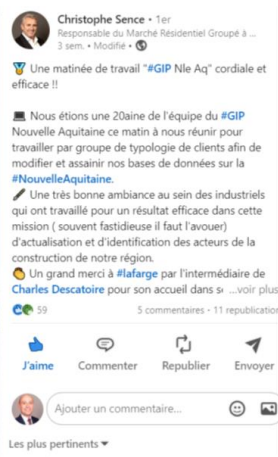 Christophe Sence • 1er
Responsable du Marché Résidentiel Groupé à ...
3 sem. • Modifié •
Une matinée de travail "#GIP Nle Aq" cordiale et
efficace !!
Nous étions une 20aine de l'équipe du #GIP
Nouvelle Aquitaine ce matin à nous réunir pour
travailler par groupe de typologie de clients afin de
modifier et assainir nos bases de données sur la
#NouvelleAquitaine.
Une très bonne ambiance au sein des industriels
qui ont travaillé pour un résultat efficace dans cette
mission ( souvent fastidieuse il faut l'avouer)
d'actualisation et d'identification des acteurs de la
construction de notre région.
Un grand merci à #lafarge par l'intermédiaire de
Charles Descatoire pour son accueil dans s ...voir plus
59
5 commentaires • 11 republication
J'aime
Commenter
Republier
Envoyer
Ajouter un commentaire...
Les plus pertinents